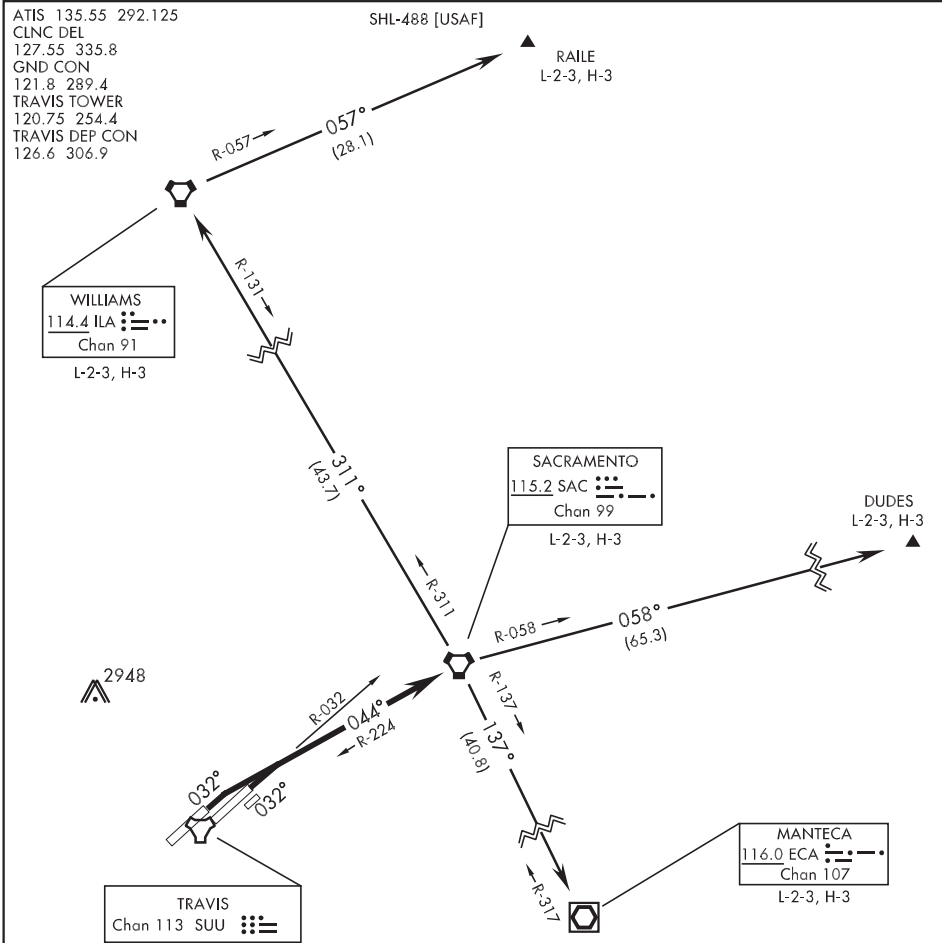 ATIS 135.55 292.125
CLNC DEL
127.55 335.8
GND CON
121.8 289.4
TRAVIS TOWER
120.75 254.4
TRAVIS DEP CON
126.6 306.9
SHL-488 [USAF]
RAILE
L-2-3, H-3
R-057
057°
(28.1)
WILLIAMS
114.4 ILA
Chan 91
L-2-3, H-3
R-131
311°
(43.7)
R-311
SACRAMENTO
115.2 SAC
Chan 99
L-2-3, H-3
DUDES
L-2-3, H-3
R-058
058°
(65.3)
2948
R-032
044°
R-224
032°
032°
R-137
137°
(40.8)
R-317
TRAVIS
Chan 113 SUU
MANTECA
116.0 ECA
Chan 107
L-2-3, H-3